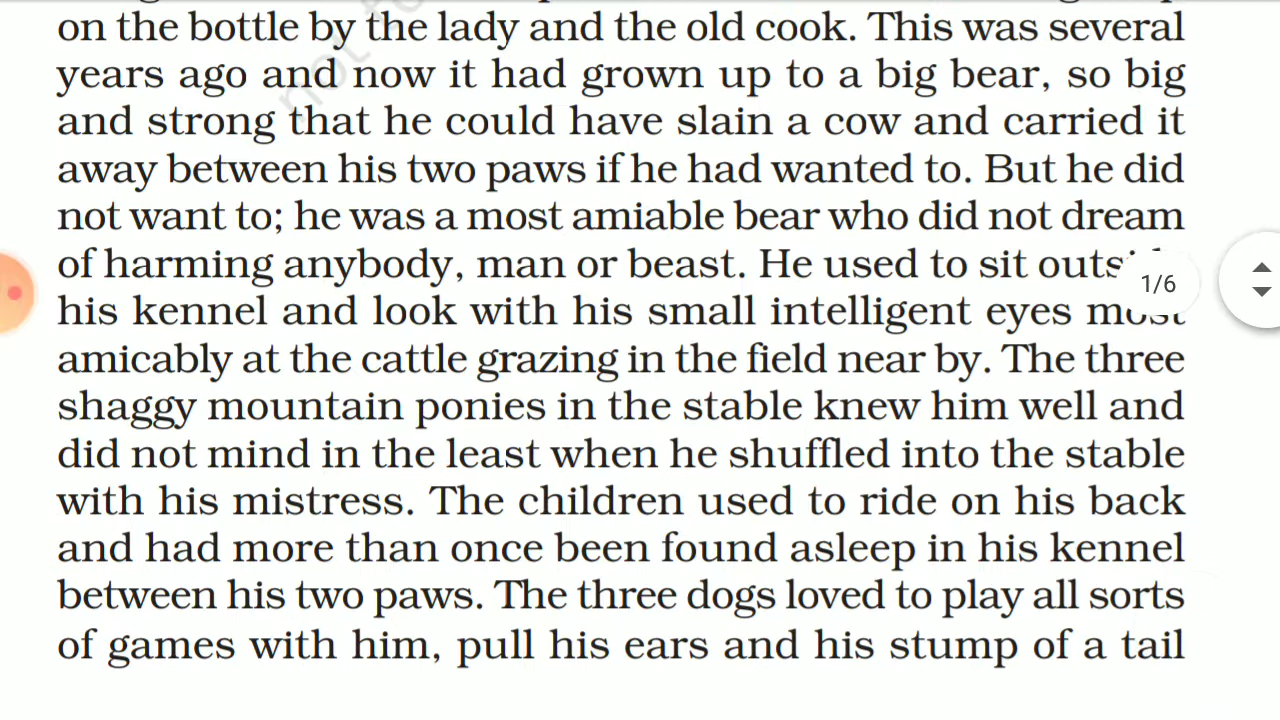 on the bottle by the lady and the old cook. This was several
years ago and now it had grown up to a big bear, so big
and strong that he could have slain a cow and carried it
away between his two paws if he had wanted to. But he did
not want to; he was a most amiable bear who did not dream
of harming anybody, man or beast. He used to sit outside
1/6
his kennel and look with his small intelligent eyes most
amicably at the cattle grazing in the field near by. The three
shaggy mountain ponies in the stable knew him well and
did not mind in the least when he shuffled into the stable
with his mistress. The children used to ride on his back
and had more than once been found asleep in his kennel
between his two paws. The three dogs loved to play all sorts
of games with him, pull his ears and his stump of a tail